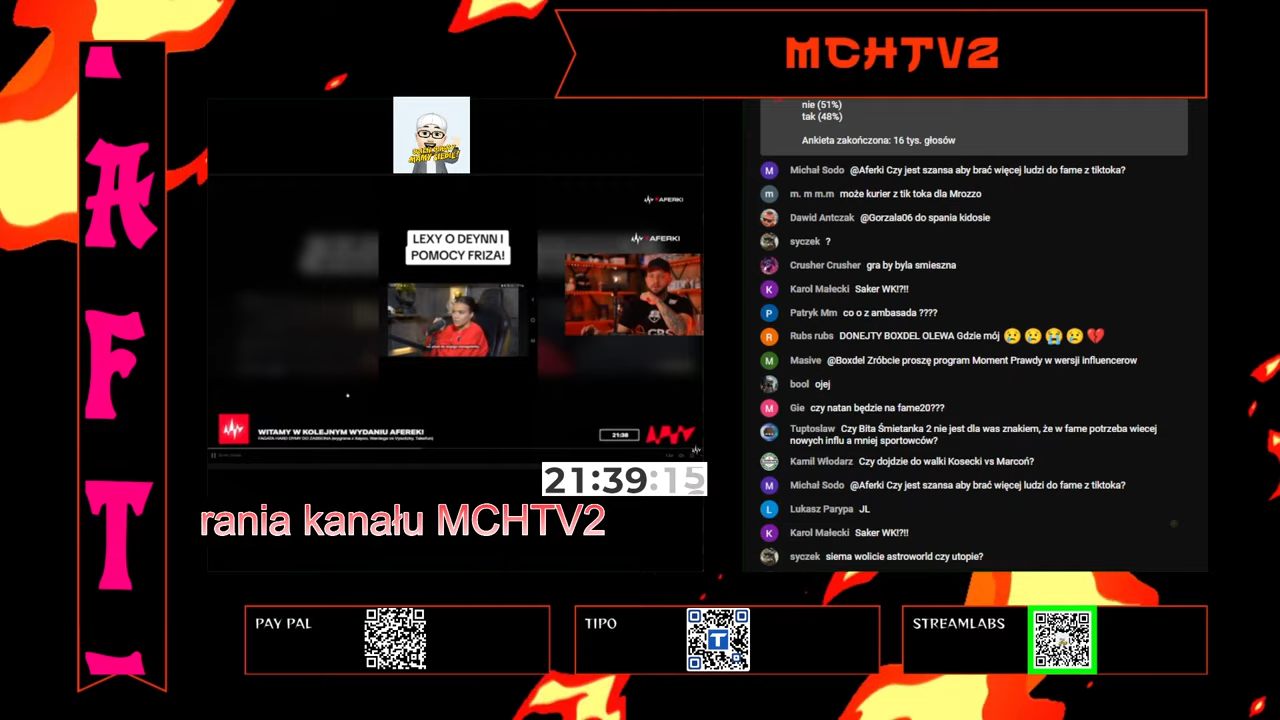 MCHTV2
A
F
T
MAMY CIEBIE!
AFERKI
AFERKI
LEXY O DEYNN I
POMOCY FRIZA!
WITAMY W KOLEJNYM WYDANIU AFEREK!
21:38
21:39:15
rania kanału MCHTV2
nie (51%)
tak (48%)
Ankieta zakończona: 16 tys. głosów
M Michał Sodo @Aferki Czy jest szansa aby brać więcej ludzi do fame z tiktoka?
m m. m m.m może kurier z tik toka dla Mrozzo
Dawid Antczak @Gorzala06 do spania kidosie
syczek ?
Crusher Crusher gra by byla smieszna
K Karol Małecki Saker WK!?!!
P Patryk Mm co o z ambasada ????
R Rubs rubs DONEJTY BOXDEL OLEWA Gdzie mój 😢😢😭😢💔
M Masive @Boxdel Zróbcie proszę program Moment Prawdy w wersji influencerow
bool ojej
M Gie czy natan będzie na fame20???
Tuptoslaw Czy Bita Śmietanka 2 nie jest dla was znakiem, że w fame potrzeba wiecej
nowych influ a mniej sportowców?
Kamil Włodarz Czy dojdzie do walki Kosecki vs Marcoń?
M Michał Sodo @Aferki Czy jest szansa aby brać więcej ludzi do fame z tiktoka?
L Lukasz Parypa JL
K Karol Małecki Saker WK!?!!
syczek siema wolicie astroworld czy utopie?
PAY PAL
TIPO
T
STREAMLABS